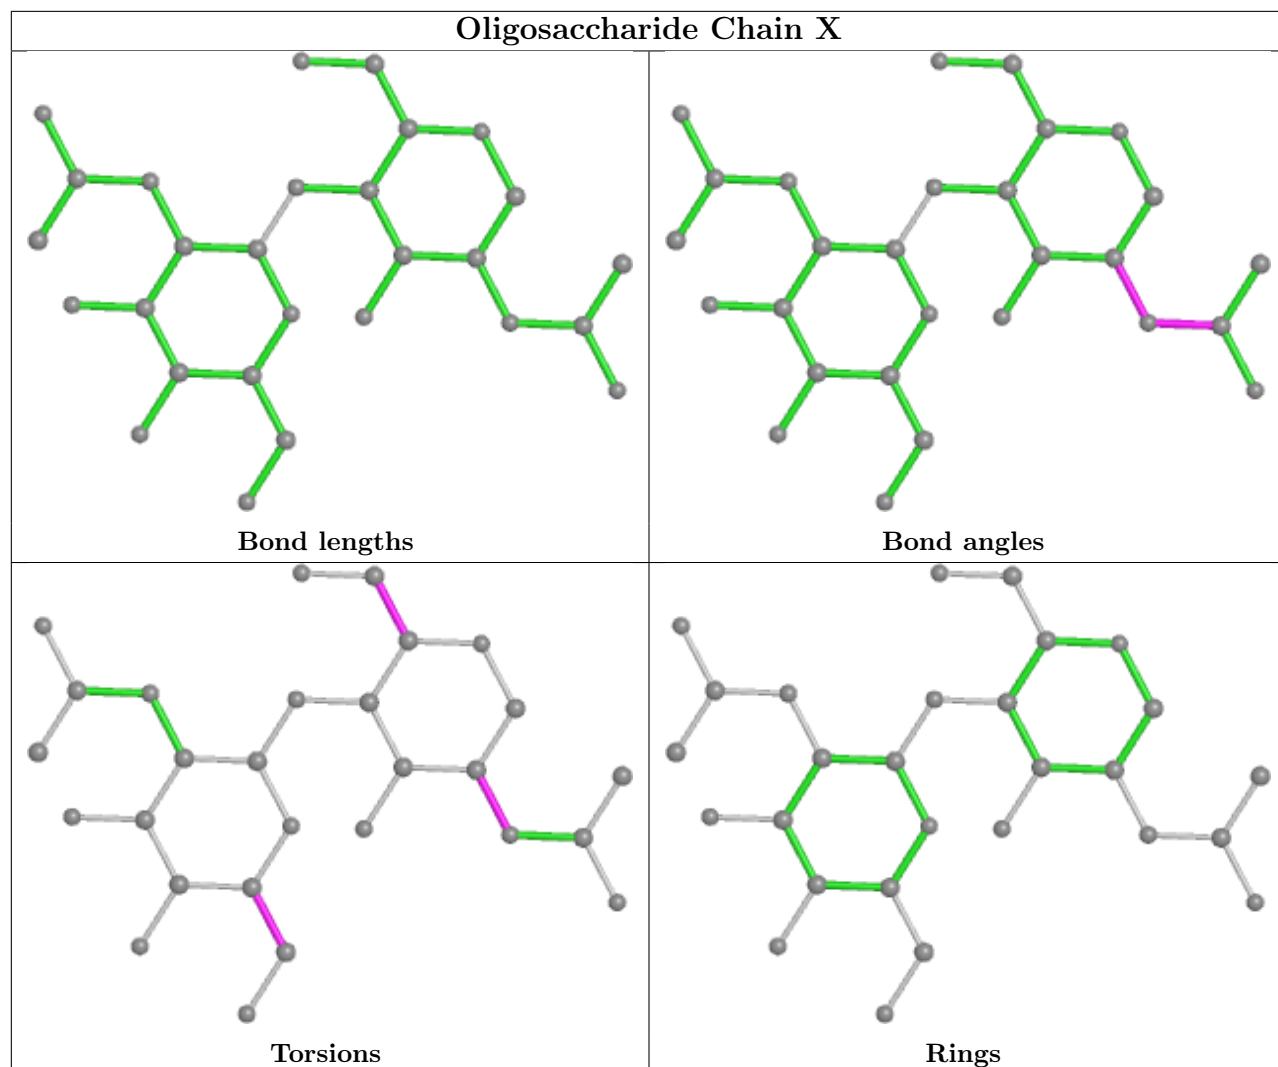 Oligosaccharide Chain X
Bond lengths
Bond angles
Torsions
Rings